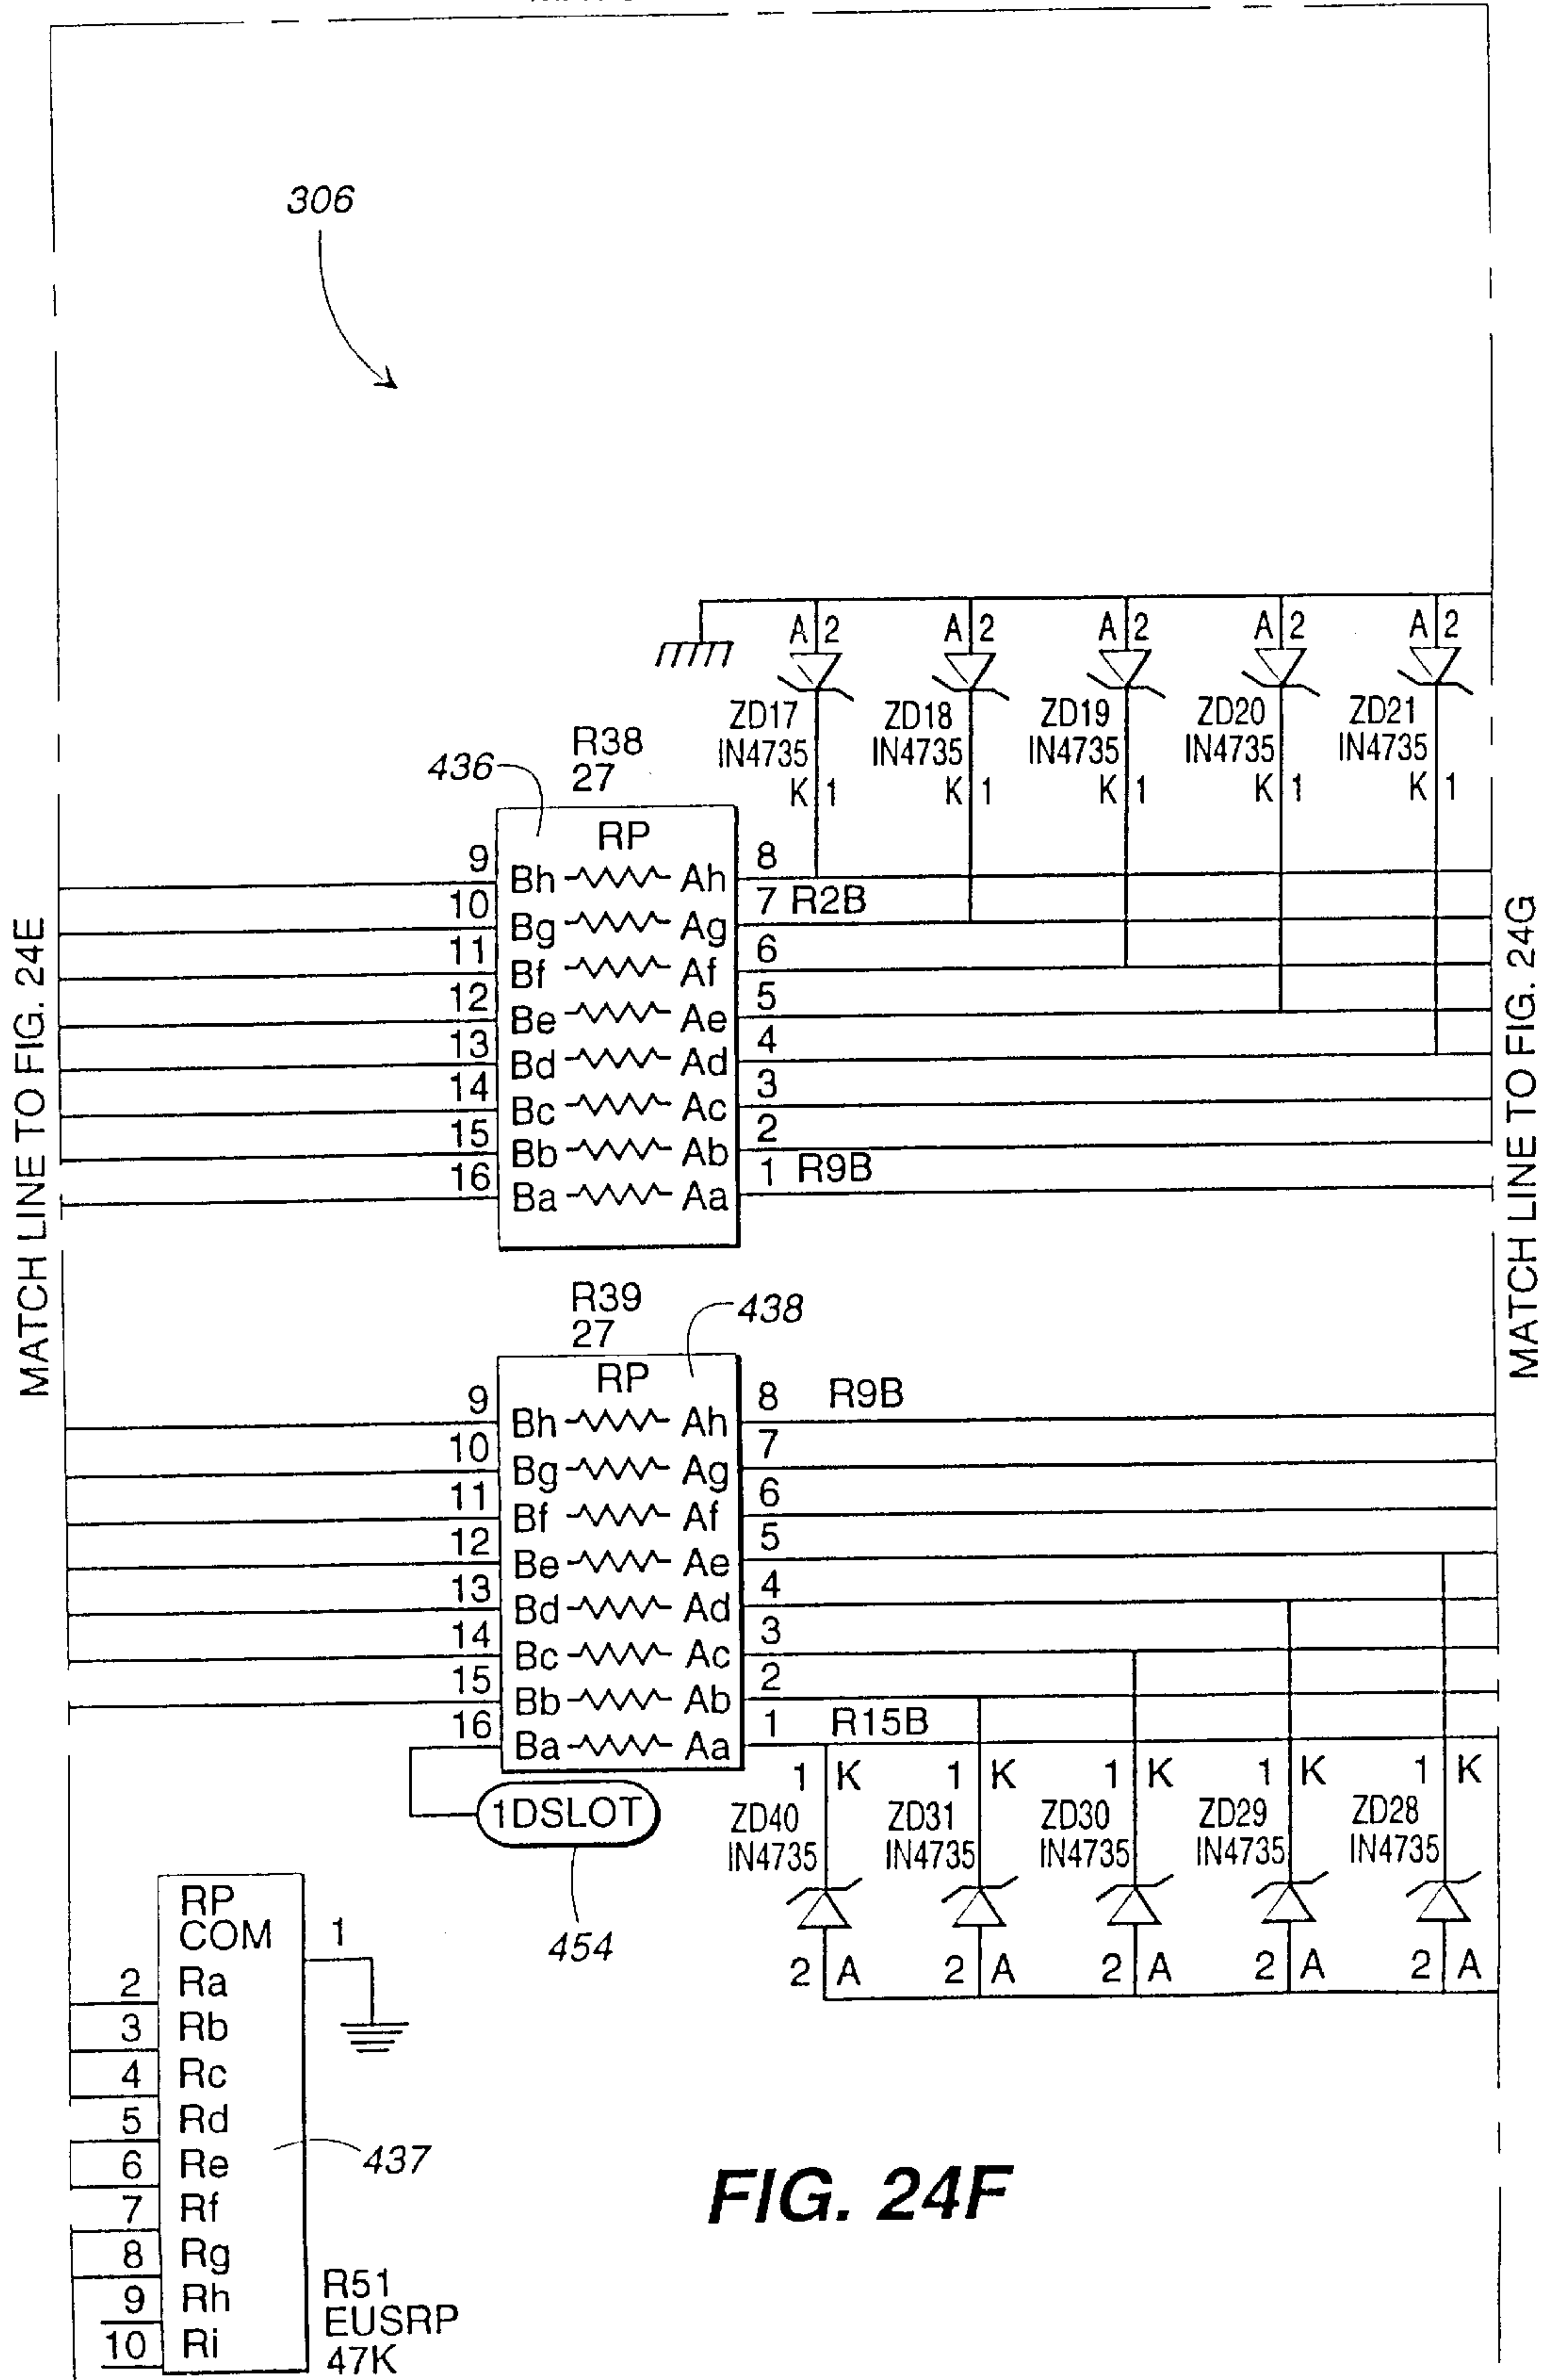 306
A 2 A 2 A 2 A 2 A 2
ZD17 ZD18 ZD19 ZD20 ZD21
IN4735 IN4735 IN4735 IN4735 IN4735
K 1 K 1 K 1 K 1 K 1
R38
27
436
RP
9 Bh Ah 8
10 Bg Ag 7 R2B
11 Bf Af 6
12 Be Ae 5
13 Bd Ad 4
14 Bc Ac 3
15 Bb Ab 2
16 Ba Aa 1 R9B
MATCH LINE TO FIG. 24E
MATCH LINE TO FIG. 24G
R39
27
438
RP
9 Bh Ah 8 R9B
10 Bg Ag 7
11 Bf Af 6
12 Be Ae 5
13 Bd Ad 4
14 Bc Ac 3
15 Bb Ab 2
16 Ba Aa 1 R15B
1DSLOT
454
1 K 1 K 1 K 1 K 1 K
ZD40 ZD31 ZD30 ZD29 ZD28
IN4735 IN4735 IN4735 IN4735 IN4735
2 A 2 A 2 A 2 A 2 A
RP
COM 1
2 Ra
3 Rb
4 Rc
5 Rd
6 Re
7 Rf
8 Rg
9 Rh
10 Ri
437
R51
EUSRP
47K
FIG. 24F